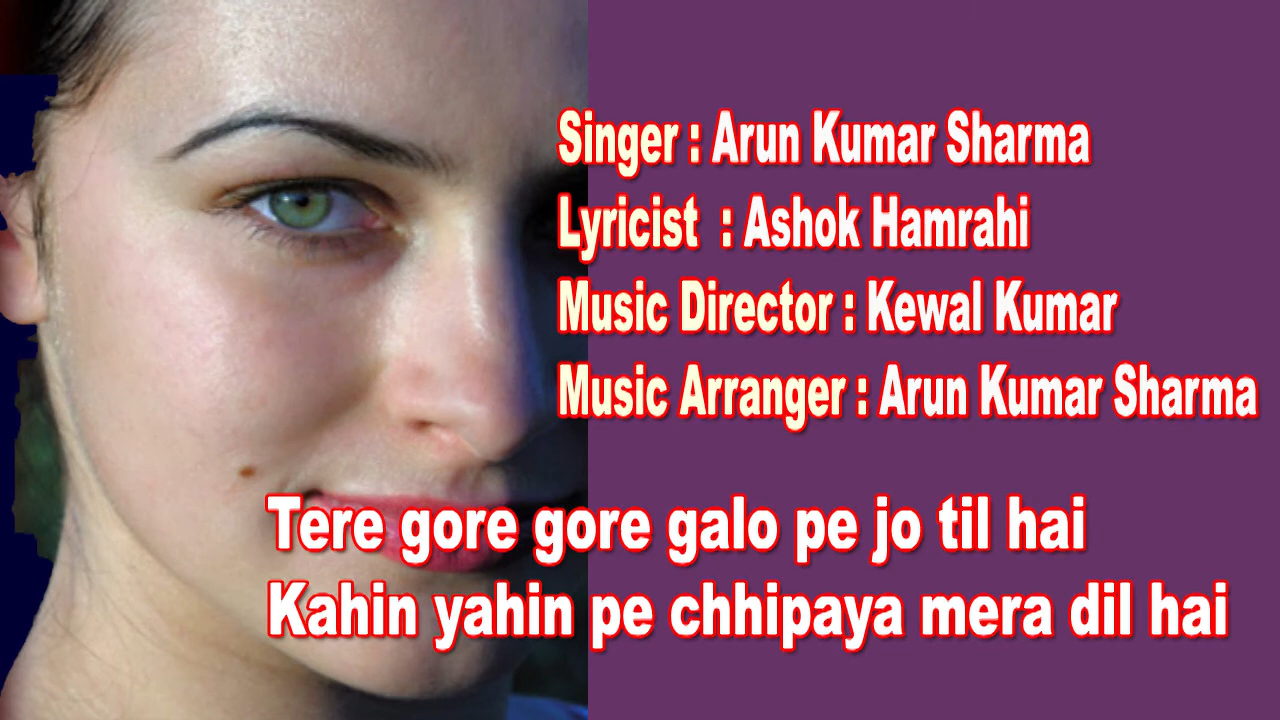 Singer : Arun Kumar Sharma
Lyricist : Ashok Hamrahi
Music Director : Kewal Kumar
Music Arranger : Arun Kumar Sharma
Tere gore gore galo pe jo til hai
Kahin yahin pe chhipaya mera dil hai